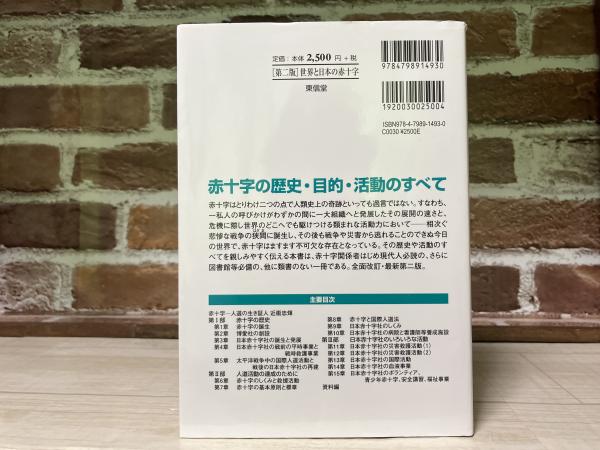 定価：本体 2,500 円 + 税
[第二版] 世界と日本の赤十字
東信堂
9784798914930
1920030025004
ISBN978-4-7989-1493-0
C0030 ¥2500E
赤十字の歴史・目的・活動のすべて
赤十字はとりわけ二つの点で人類史上の奇跡といっても過言ではない。すなわち、
一私人の呼びかけがわずかの間に一大組織へと発展したその展開の速さと、
危機に際し世界のどこへでも駆けつける類まれな活動力において――相次ぐ
悲惨な戦争の狭間に誕生し、その後も戦争や災害から逃れることのできぬ今日
の世界で、赤十字はますます不可欠な存在となっている。その歴史や活動のす
べてを親しみやすく伝える本書は、赤十字関係者はじめ現代人必読の、さらに
図書館等必備の、他に類書のない一冊である。全面改訂・最新第二版。
主要目次
赤十字―人道の生き証人 近衛忠煇
第Ⅰ部 赤十字の歴史
第1章 赤十字の誕生
第2章 博愛社の創設
第3章 日本赤十字社の誕生と発展
第4章 日本赤十字社の戦前の平時事業と
戦時救護事業
第5章 太平洋戦争中の国際人道活動と
戦後の日本赤十字社の再建
第Ⅱ部 人道活動の達成のために
第6章 赤十字のしくみと救援活動
第7章 赤十字の基本原則と標章
第8章 赤十字と国際人道法
第9章 日本赤十字社のしくみ
第10章 日本赤十字社の病院と看護師等養成施設
第Ⅲ部 日本赤十字社のいろいろな活動
第11章 日本赤十字社の災害救護活動（1）
第12章 日本赤十字社の災害救護活動（2）
第13章 日本赤十字社の国際活動
第14章 日本赤十字社の血液事業
第15章 日本赤十字社のボランティア、
青少年赤十字、安全講習、福祉事業
資料編